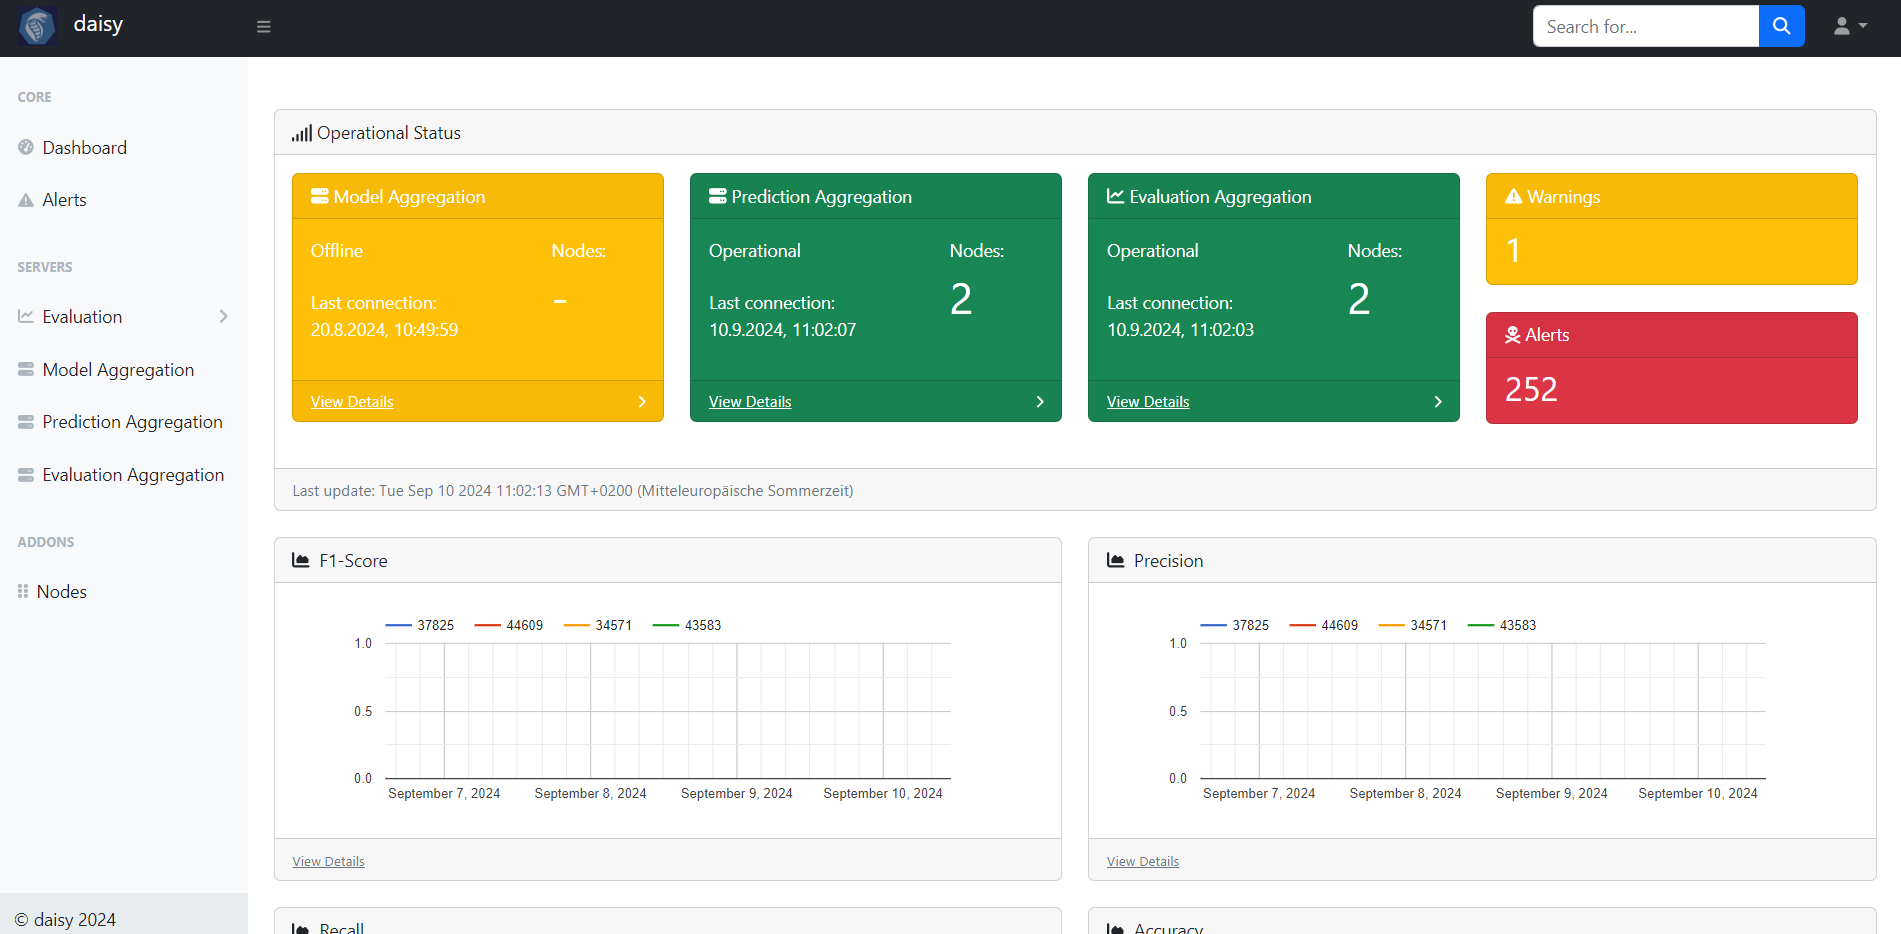 daisy
Search for...
CORE
Dashboard
Alerts
SERVERS
Evaluation
Model Aggregation
Prediction Aggregation
Evaluation Aggregation
ADDONS
Nodes
© daisy 2024
Operational Status
Model Aggregation
Offline
Nodes:
Last connection:
-
20.8.2024, 10:49:59
View Details
Prediction Aggregation
Operational
Nodes:
Last connection:
2
10.9.2024, 11:02:07
View Details
Evaluation Aggregation
Operational
Nodes:
Last connection:
2
10.9.2024, 11:02:03
View Details
Warnings
1
Alerts
252
Last update: Tue Sep 10 2024 11:02:13 GMT+0200 (Mitteleuropäische Sommerzeit)
F1-Score
37825 44609 34571 43583
1.0
0.5
0.0
September 7, 2024 September 8, 2024 September 9, 2024 September 10, 2024
View Details
Precision
37825 44609 34571 43583
1.0
0.5
0.0
September 7, 2024 September 8, 2024 September 9, 2024 September 10, 2024
View Details
Recall
Accuracy